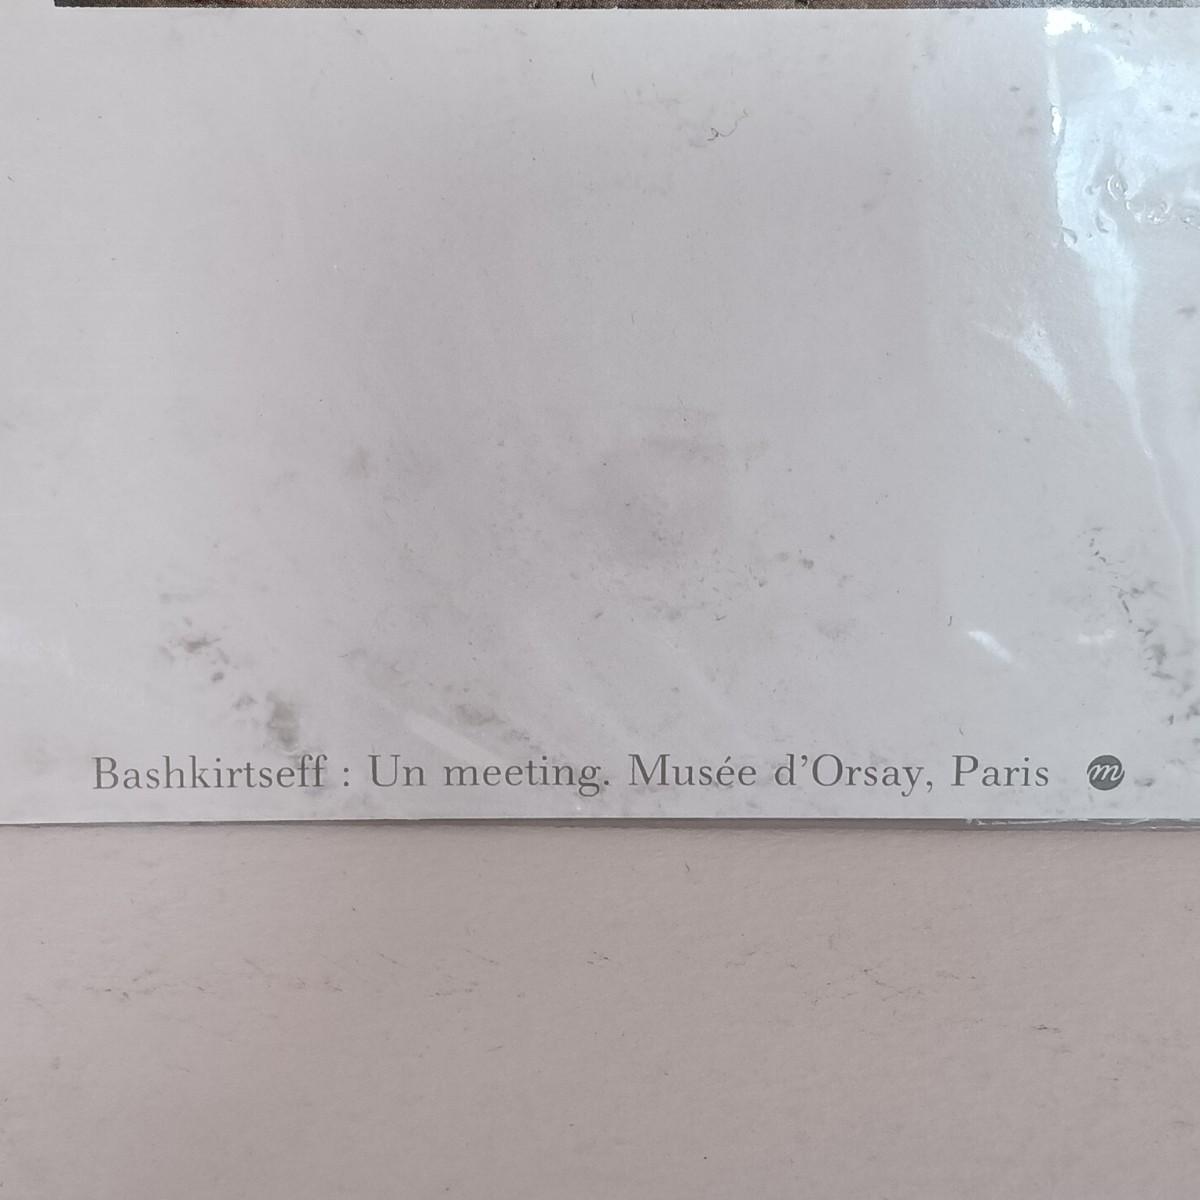 Bashkirtseff : Un meeting. Musée d'Orsay, Paris m